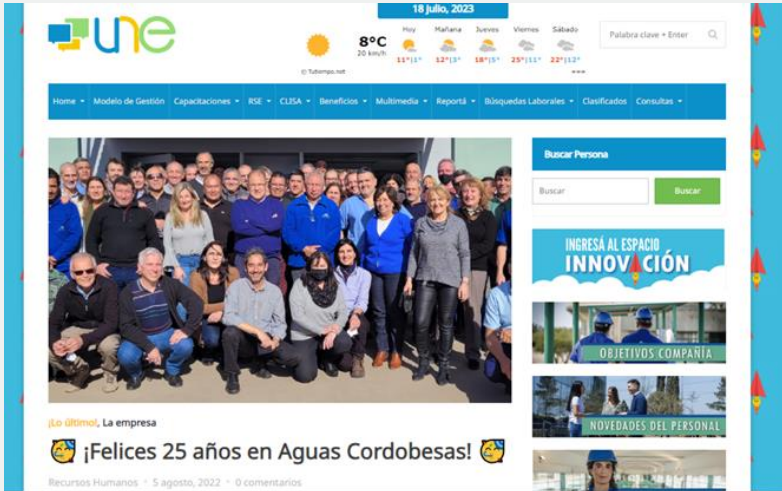 18 Julio, 2023
une
8°C
20 km/h
© Tutiempo.net
Hoy Mañana Jueves Viernes Sábado
11°|1° 12°|3° 18°|5° 25°|11° 22°|12°
Palabra clave + Enter
Home Modelo de Gestión Capacitaciones RSE CLISA Beneficios Multimedia Reportá Búsquedas Laborales Clasificados Consultas
Buscar Persona
Buscar Buscar
INGRESÁ AL ESPACIO
INNOVACIÓN
OBJETIVOS COMPAÑÍA
NOVEDADES DEL PERSONAL
¡Lo último!, La empresa
¡Felices 25 años en Aguas Cordobesas!
Recursos Humanos • 5 agosto, 2022 • 0 comentarios